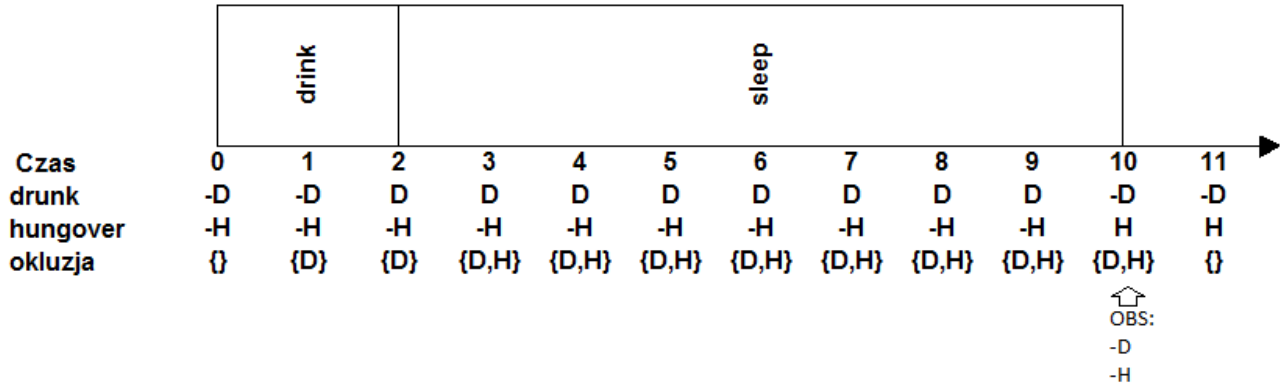 drink
sleep
Czas 0 1 2 3 4 5 6 7 8 9 10 11
drunk -D -D D D D D D D D D -D -D
hungover -H -H -H -H -H -H -H -H -H -H H H
okluzja {} {D} {D} {D,H} {D,H} {D,H} {D,H} {D,H} {D,H} {D,H} {D,H} {}
OBS:
-D
-H